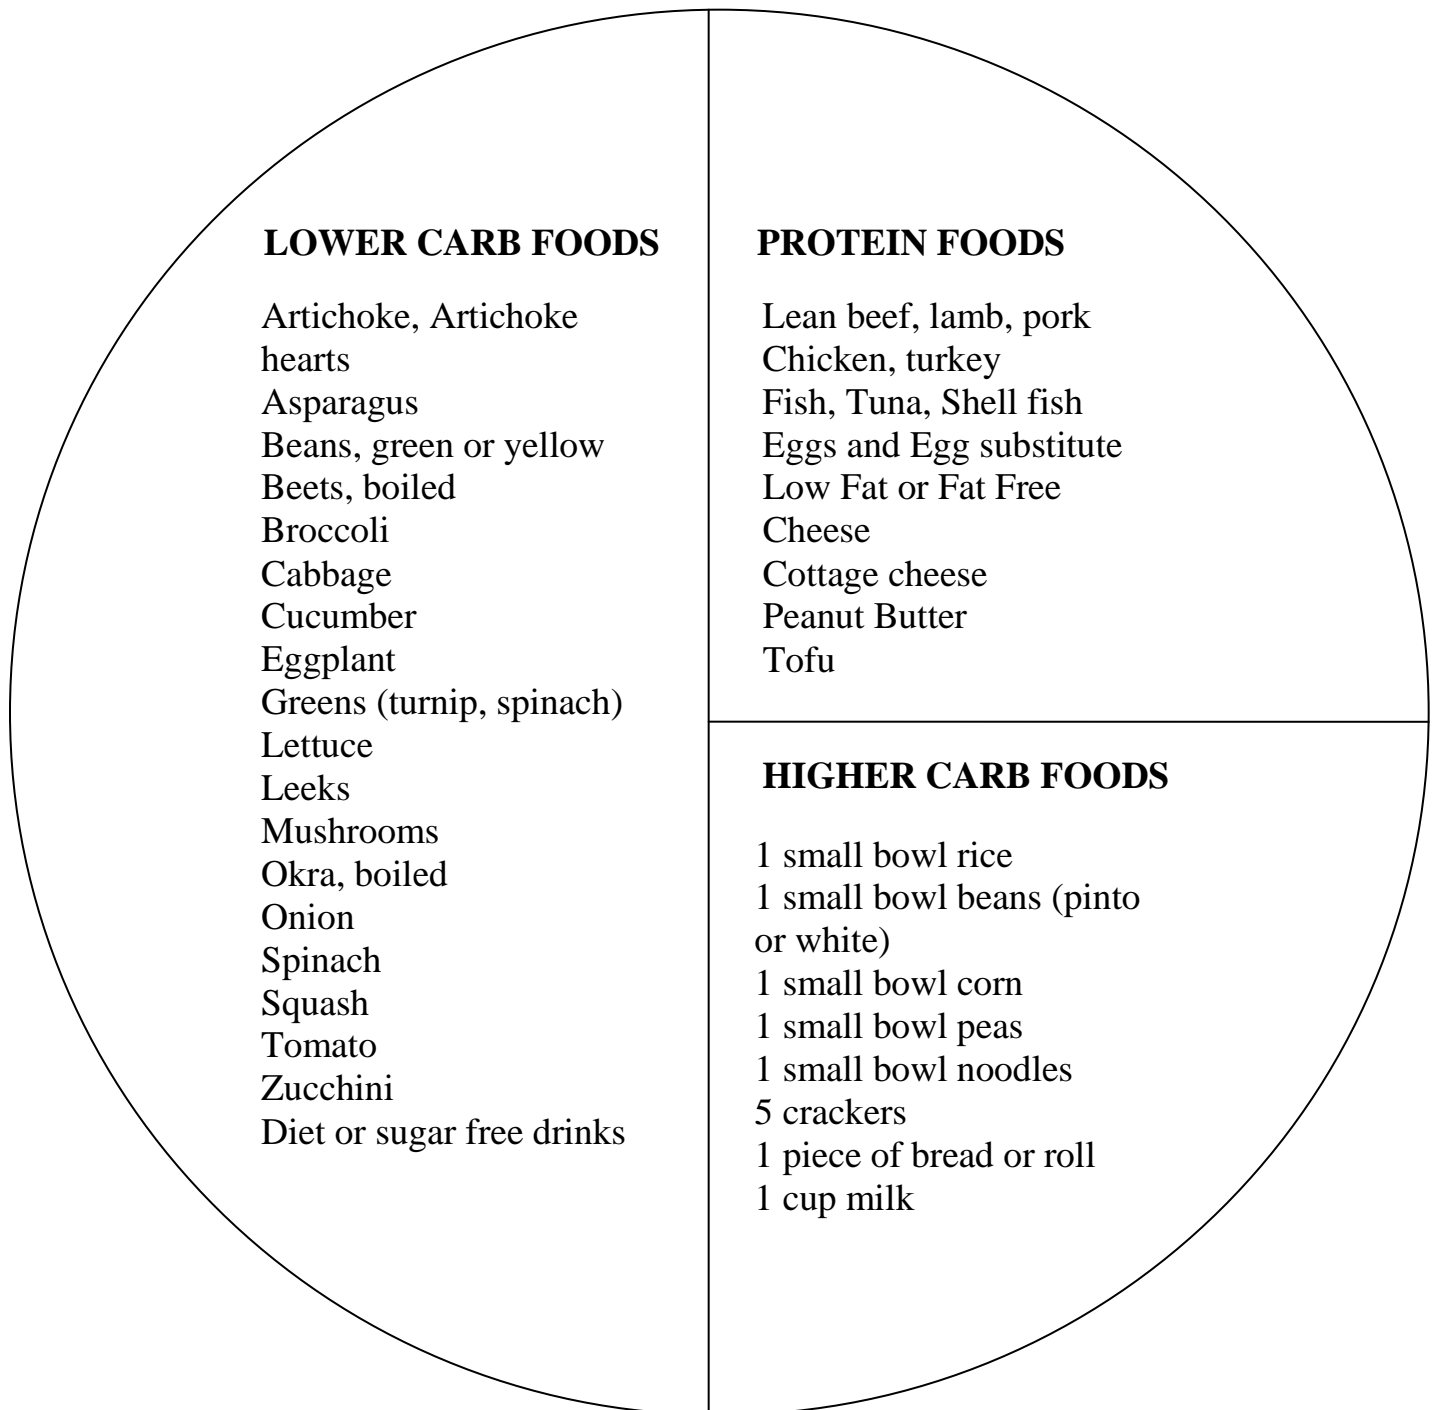 LOWER CARB FOODS
Artichoke, Artichoke
hearts
Asparagus
Beans, green or yellow
Beets, boiled
Broccoli
Cabbage
Cucumber
Eggplant
Greens (turnip, spinach)
Lettuce
Leeks
Mushrooms
Okra, boiled
Onion
Spinach
Squash
Tomato
Zucchini
Diet or sugar free drinks
PROTEIN FOODS
Lean beef, lamb, pork
Chicken, turkey
Fish, Tuna, Shell fish
Eggs and Egg substitute
Low Fat or Fat Free
Cheese
Cottage cheese
Peanut Butter
Tofu
HIGHER CARB FOODS
1 small bowl rice
1 small bowl beans (pinto
or white)
1 small bowl corn
1 small bowl peas
1 small bowl noodles
5 crackers
1 piece of bread or roll
1 cup milk